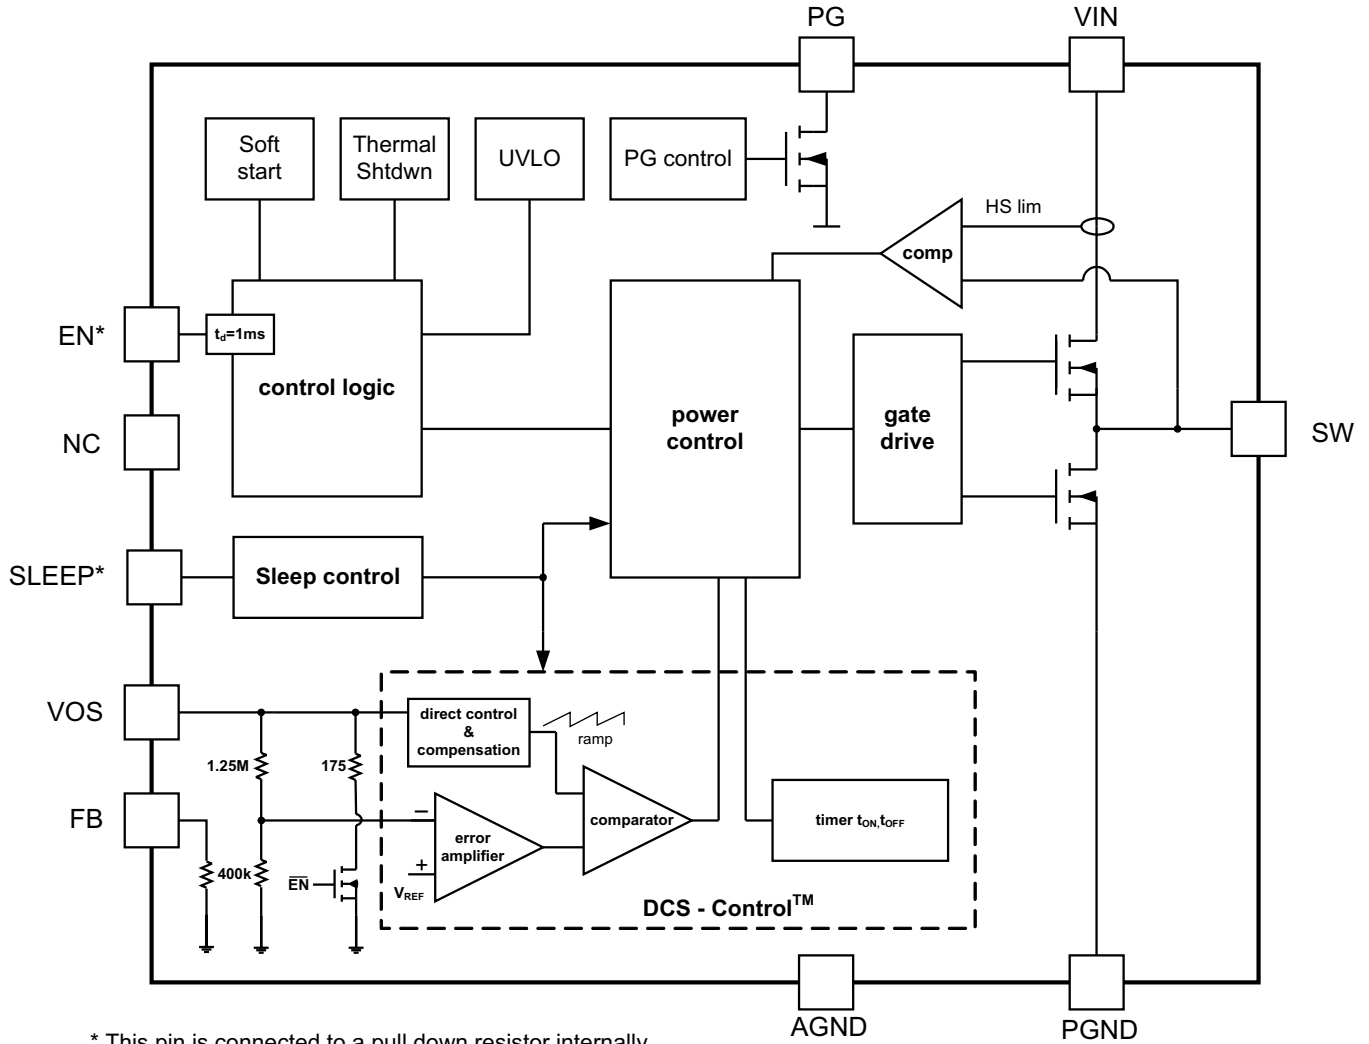 PG
VIN
Soft
start
Thermal
Shtdwn
UVLO
PG control
HS lim
comp
EN*
td=1ms
control logic
power
control
gate
drive
NC
SW
SLEEP*
Sleep control
VOS
direct control
&
compensation
ramp
1.25M
175
FB
comparator
timer tON,tOFF
error
amplifier
−
+
400k
EN
VREF
DCS - Control™
AGND
PGND
* This pin is connected to a pull down resistor internally